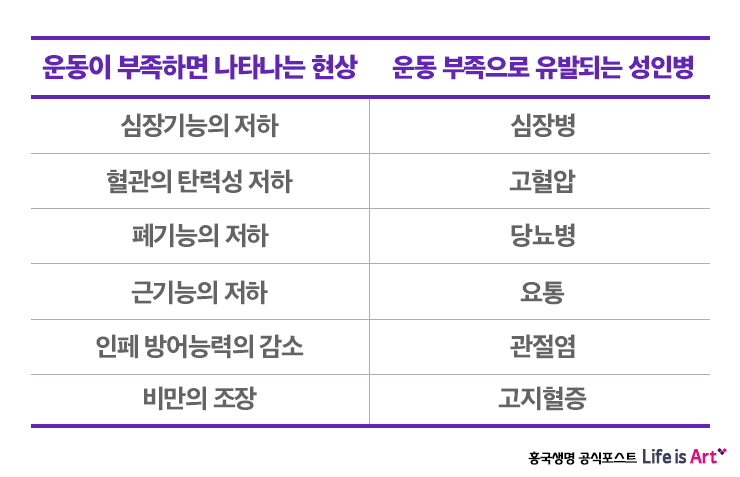 운동이 부족하면 나타나는 현상 운동 부족으로 유발되는 성인병
심장기능의 저하 심장병
혈관의 탄력성 저하 고혈압
폐기능의 저하 당뇨병
근기능의 저하 요통
인페 방어능력의 감소 관절염
비만의 조장 고지혈증
흥국생명 공식포스트 Life is Art